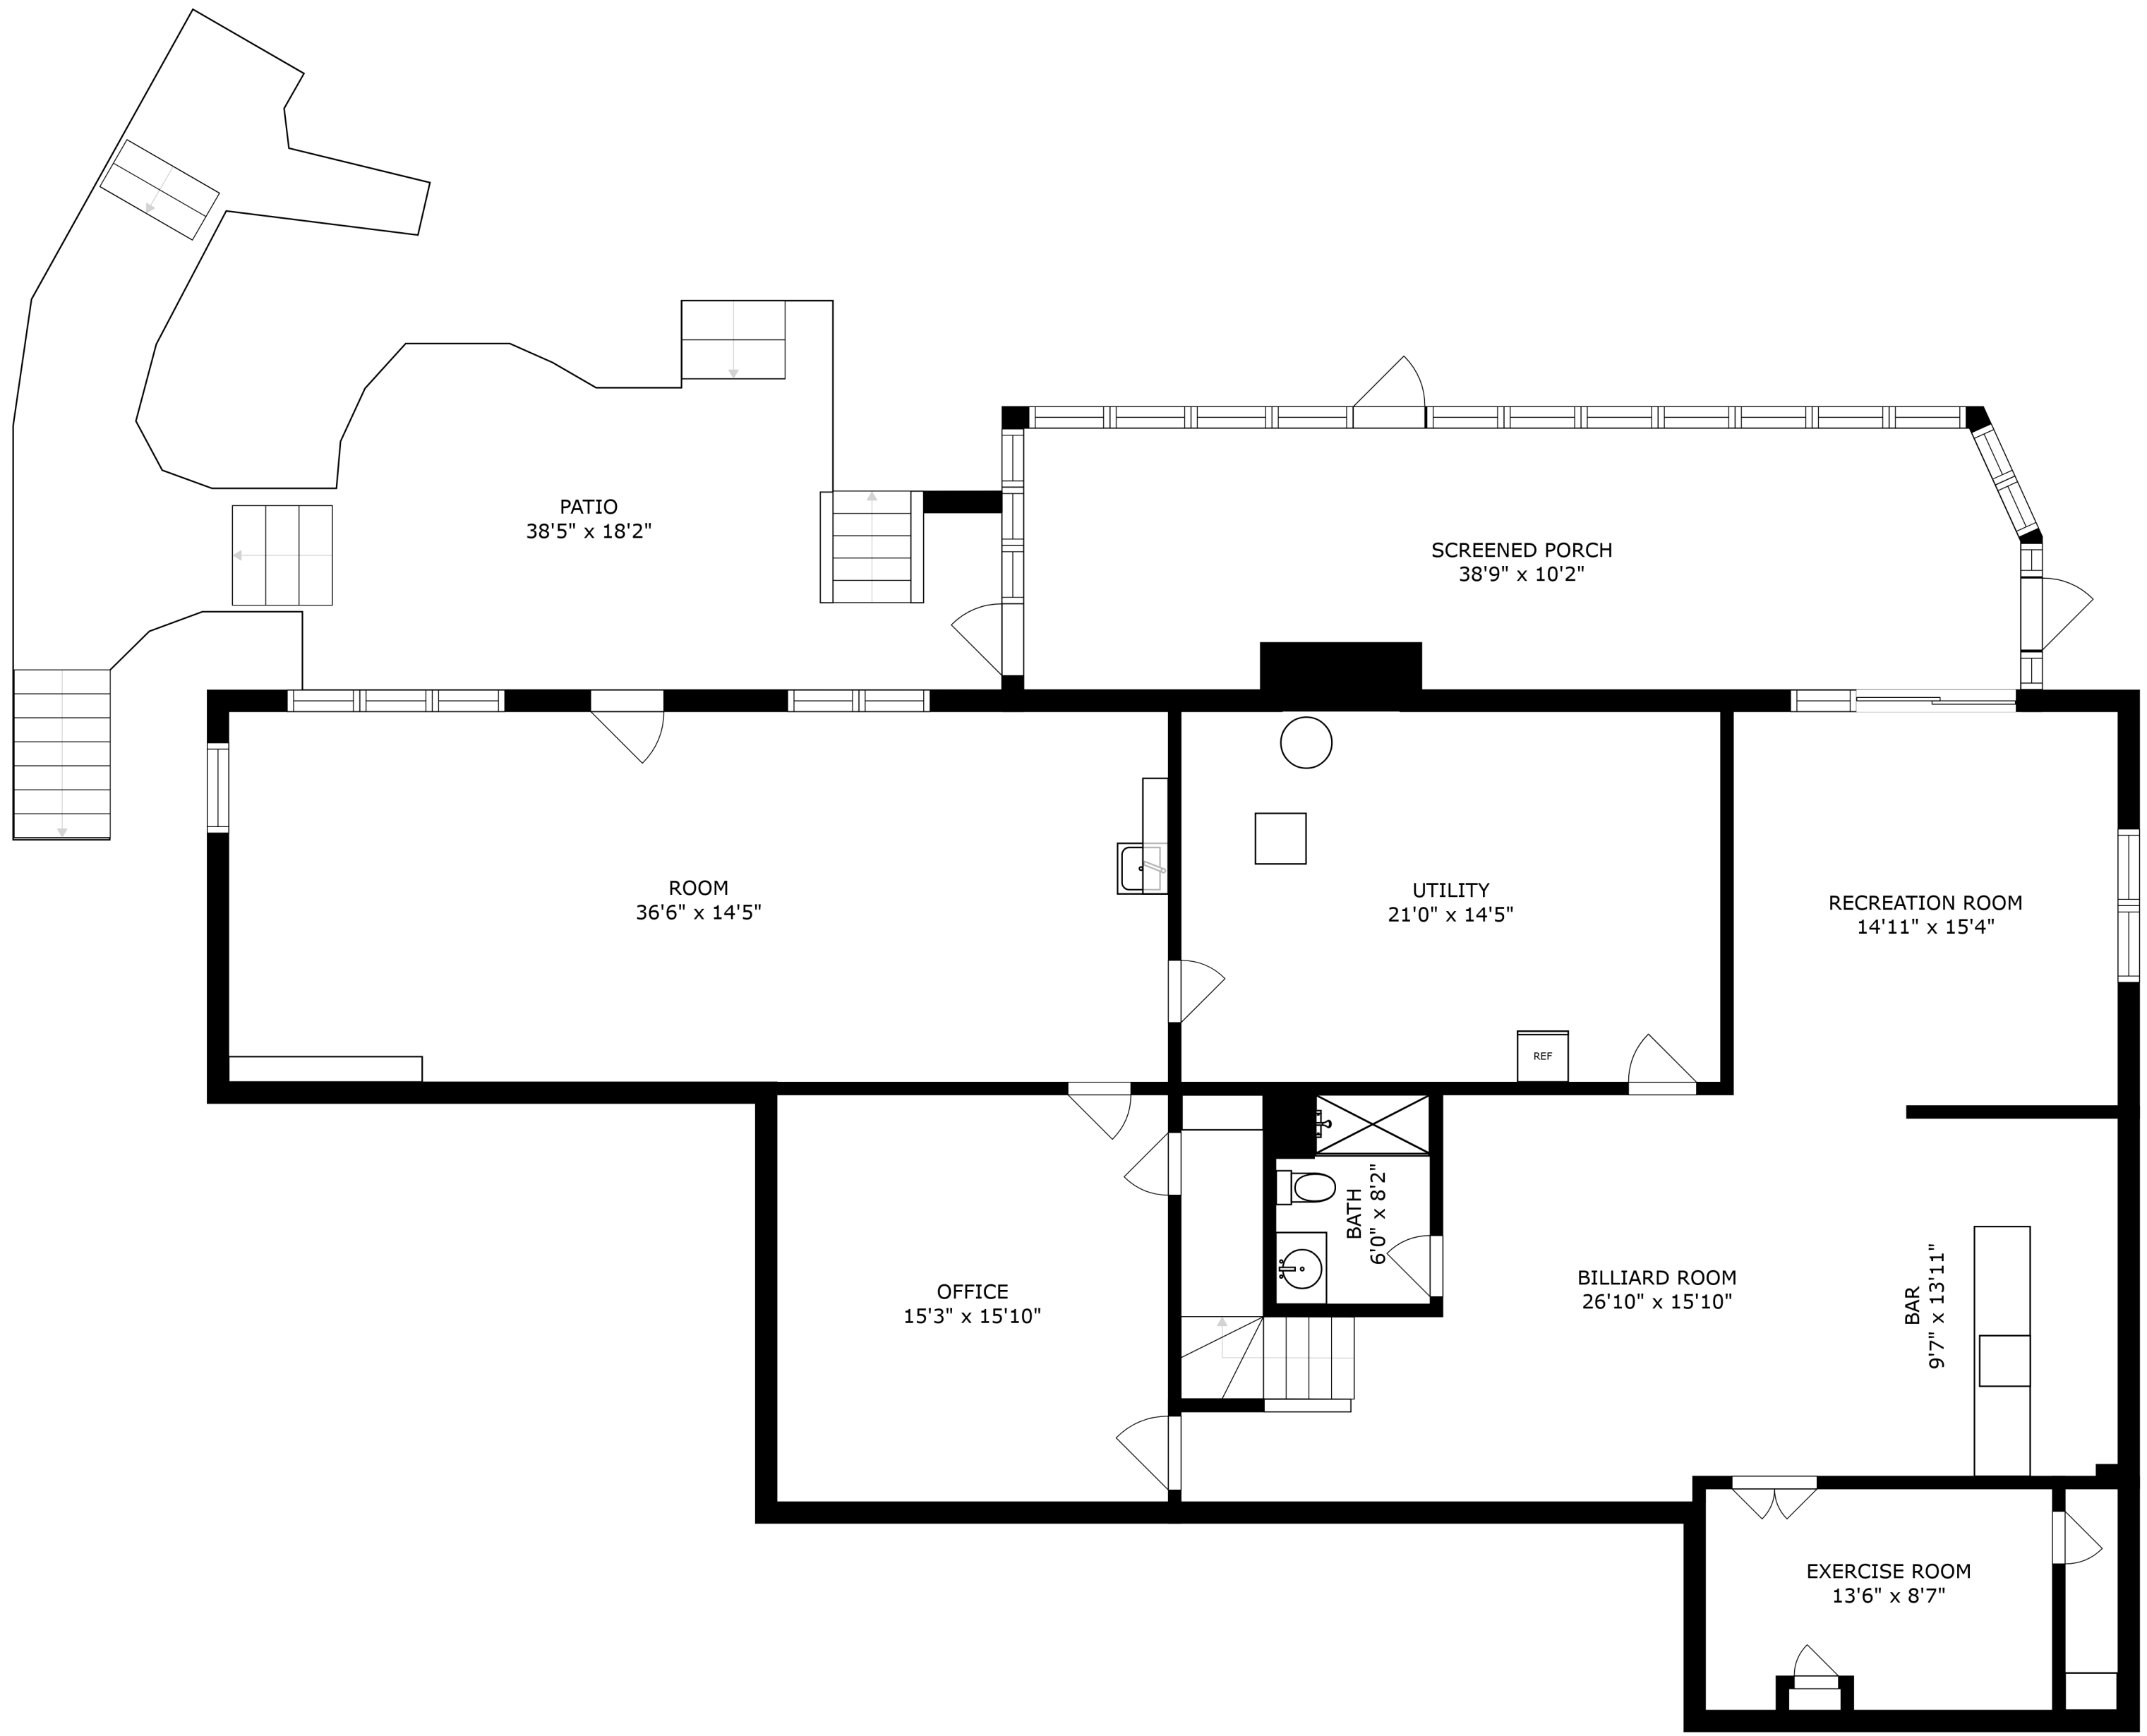 PATIO
38'5" x 18'2"
SCREENED PORCH
38'9" x 10'2"
ROOM
36'6" x 14'5"
UTILITY
21'0" x 14'5"
RECREATION ROOM
14'11" x 15'4"
REF
BATH
6'0" x 8'2"
OFFICE
15'3" x 15'10"
BILLIARD ROOM
26'10" x 15'10"
BAR
9'7" x 13'11"
EXERCISE ROOM
13'6" x 8'7"